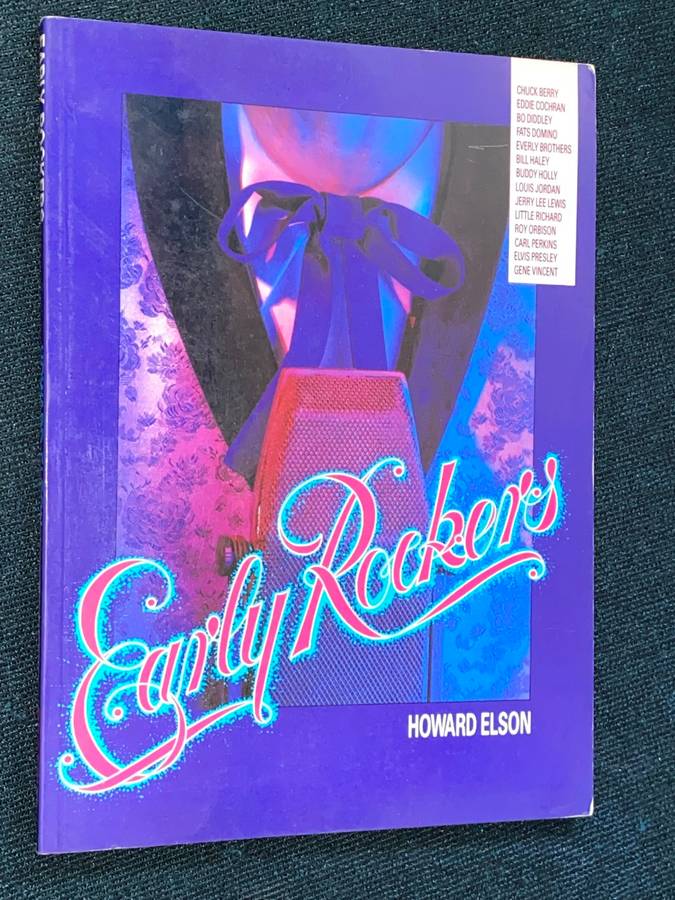 CHUCK BERRY
EDDIE COCHRAN
BO DIDDLEY
FATS DOMINO
EVERLY BROTHERS
BILL HALEY
BUDDY HOLLY
LOUIS JORDAN
JERRY LEE LEWIS
LITTLE RICHARD
ROY ORBISON
CARL PERKINS
ELVIS PRESLEY
GENE VINCENT
Early Rockers
HOWARD ELSON